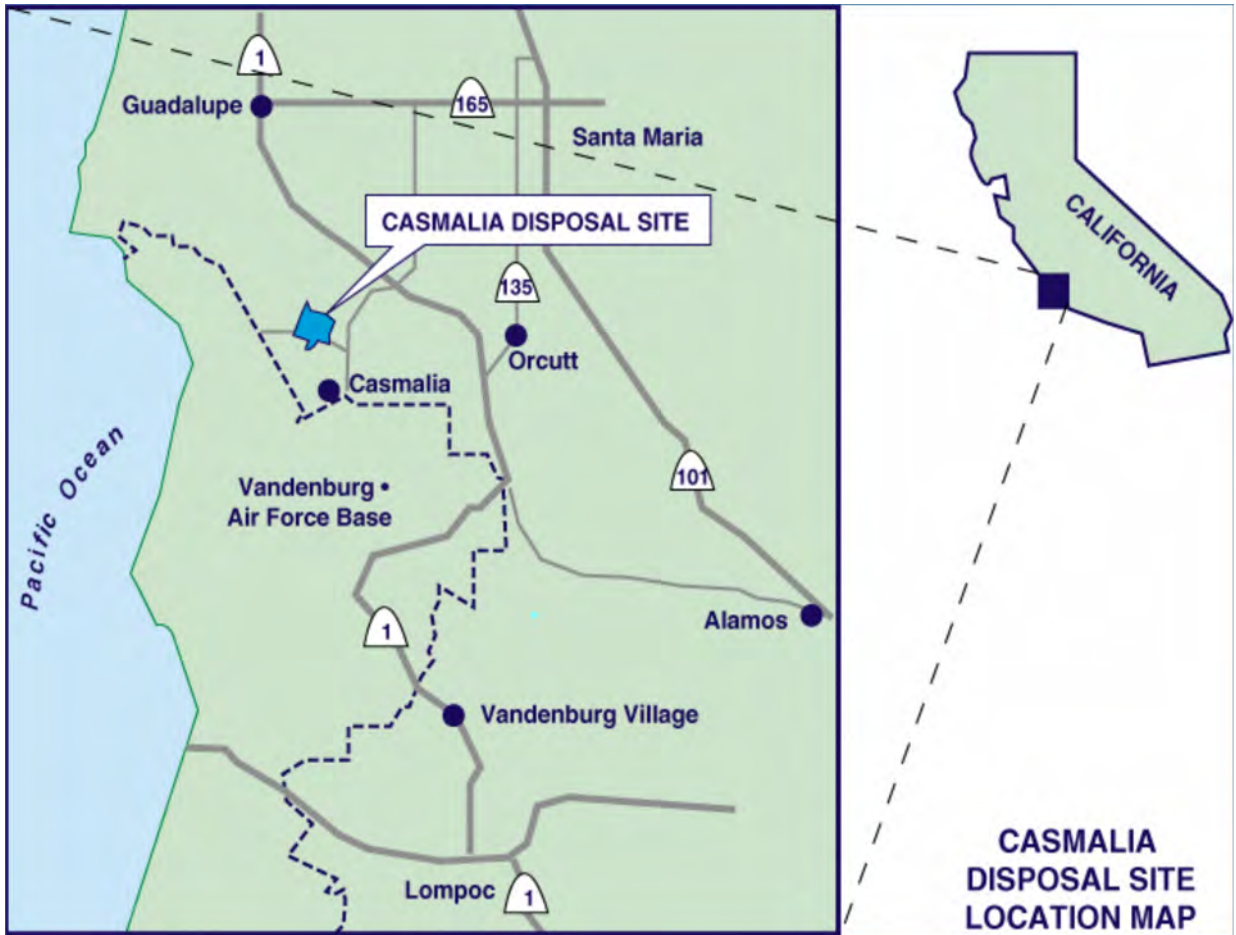 1
Guadalupe
165
Santa Maria
CASMALIA DISPOSAL SITE
CALIFORNIA
135
Orcutt
Casmalia
101
Vandenburg •
Air Force Base
Pacific Ocean
Alamos
1
Vandenburg Village
Lompoc
1
CASMALIA
DISPOSAL SITE
LOCATION MAP